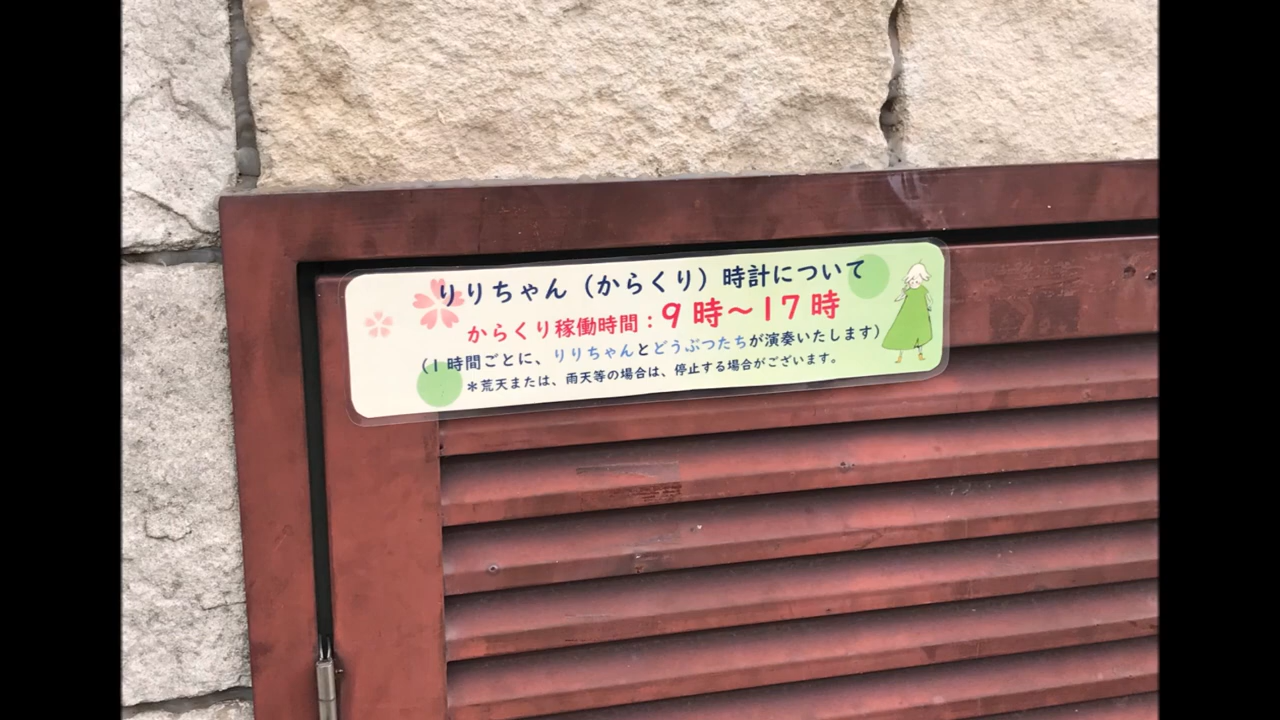 りりちゃん（からくり）時計について
からくり稼働時間：9時～17時
（1時間ごとに、りりちゃんとどうぶつたちが演奏いたします）
＊荒天または、雨天等の場合は、停止する場合がございます。